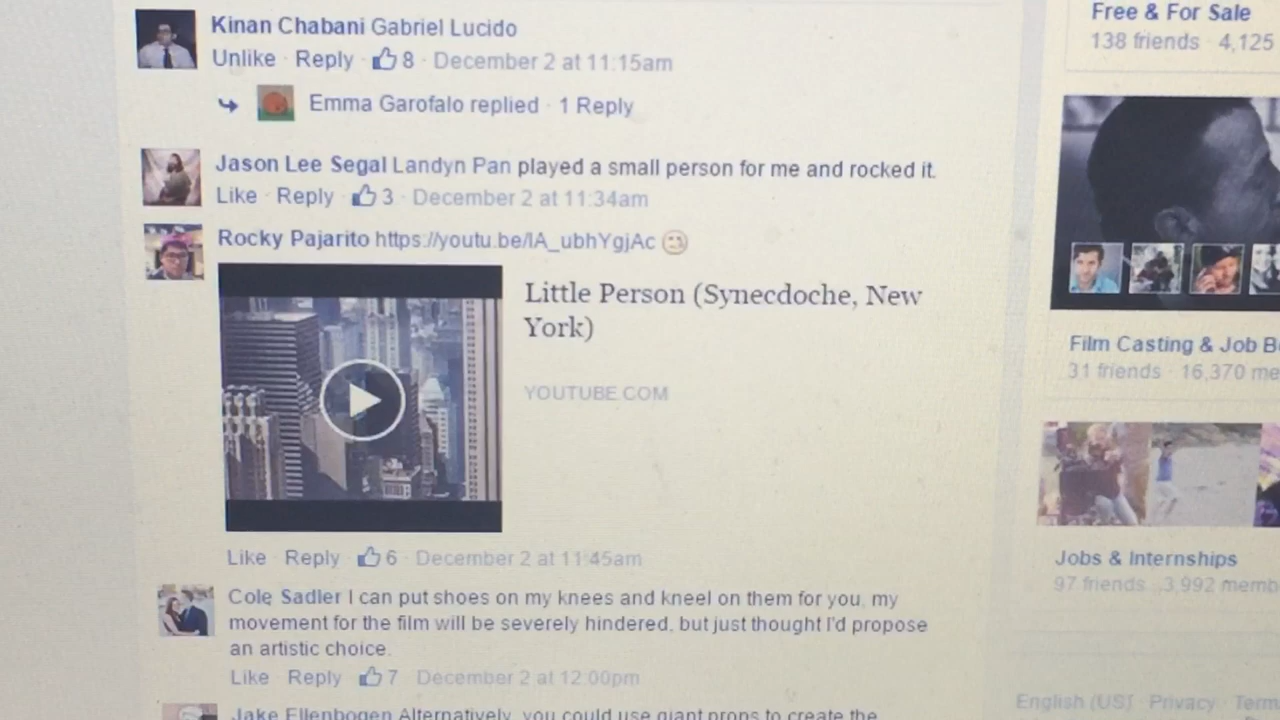 Kinan Chabani Gabriel Lucido
Unlike · Reply · 8 · December 2 at 11:15am
Emma Garofalo replied · 1 Reply
Jason Lee Segal Landyn Pan played a small person for me and rocked it.
Like · Reply · 3 · December 2 at 11:34am
Rocky Pajarito https://youtu.be/IA_ubhYgjAc
Little Person (Synecdoche, New
York)
YOUTUBE.COM
Like · Reply · 6 · December 2 at 11:45am
Cole Sadler I can put shoes on my knees and kneel on them for you, my
movement for the film will be severely hindered, but just thought I'd propose
an artistic choice.
Like · Reply · 7 · December 2 at 12:00pm
Jake Ellenbogen Alternatively, you could use giant props to create the
Free & For Sale
138 friends · 4,125
Film Casting & Job B
31 friends · 16,370 me
Jobs & Internships
97 friends · 3,992 memb
English (US) · Privacy · Term